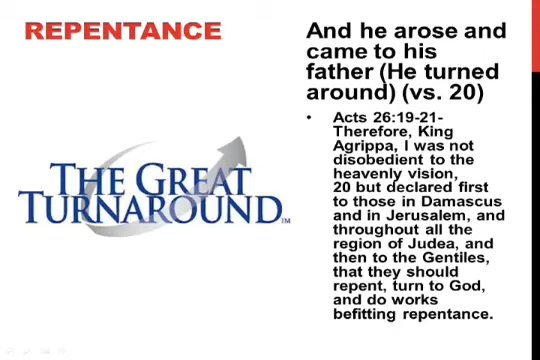 REPENTANCE
THE GREAT
TURNAROUND™
And he arose and
came to his
father (He turned
around) (vs. 20)
• Acts 26:19-21-
Therefore, King
Agrippa, I was not
disobedient to the
heavenly vision,
20 but declared first
to those in Damascus
and in Jerusalem, and
throughout all the
region of Judea, and
then to the Gentiles,
that they should
repent, turn to God,
and do works
befitting repentance.